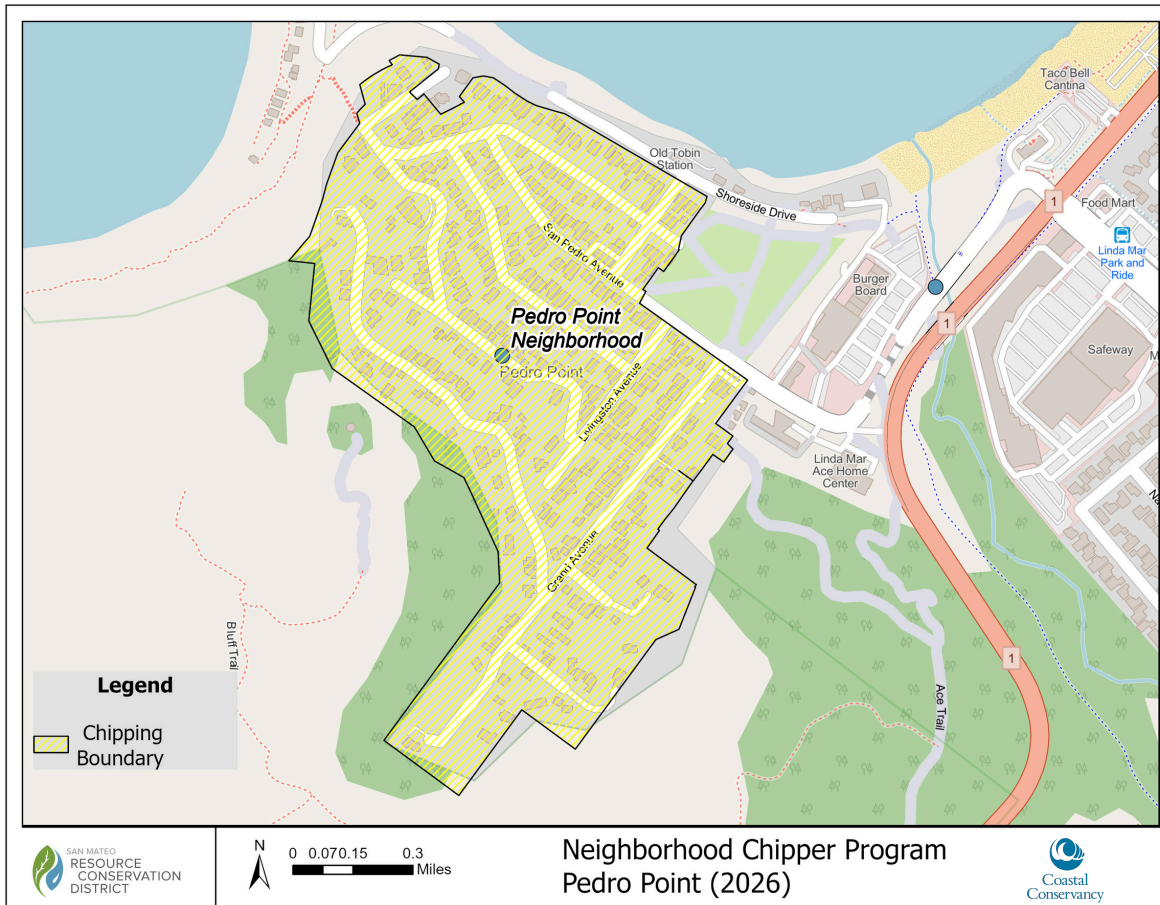 Taco Bell
Cantina
Old Tobin
Station
Shoreside Drive
1
Food Mart
Linda Mar
Park and
Ride
San Pedro Avenue
Burger
Board
Pedro Point
Neighborhood
1
Pedro Point
Safeway
Livingston Avenue
Linda Mar
Ace Home
Center
Grand Avenue
Bluff Trail
1
Ace Trail
Legend
Chipping
Boundary
SAN MATEO
RESOURCE
CONSERVATION
DISTRICT
N
0 0.07 0.15 0.3
Miles
Neighborhood Chipper Program
Pedro Point (2026)
Coastal
Conservancy